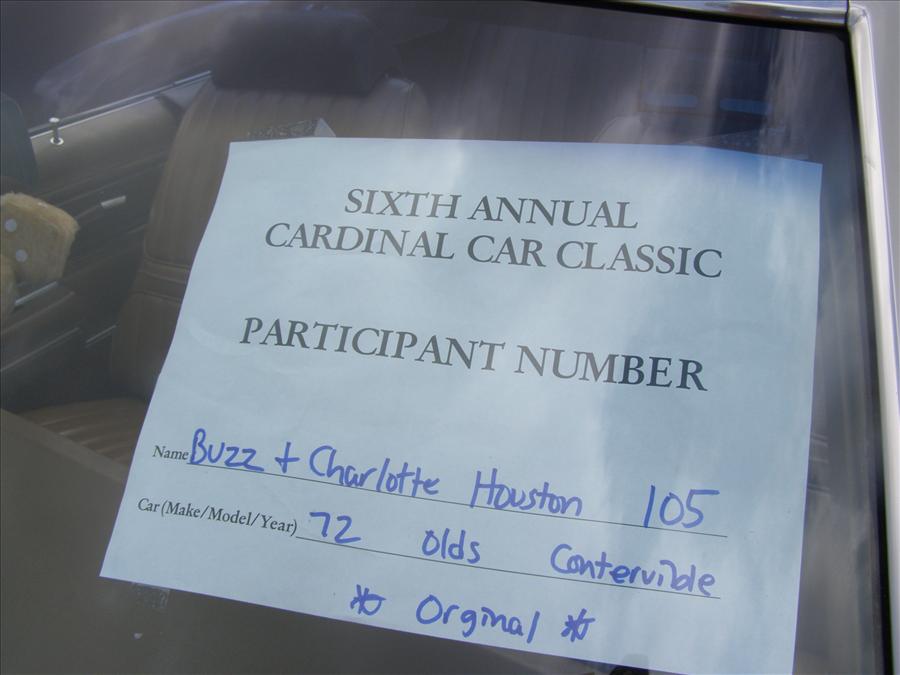 SIXTH ANNUAL
CARDINAL CAR CLASSIC
PARTICIPANT NUMBER
Name Buzz + Charlotte Houston 105
Car (Make/Model/Year) 72 Olds Contervible
* Orginal *